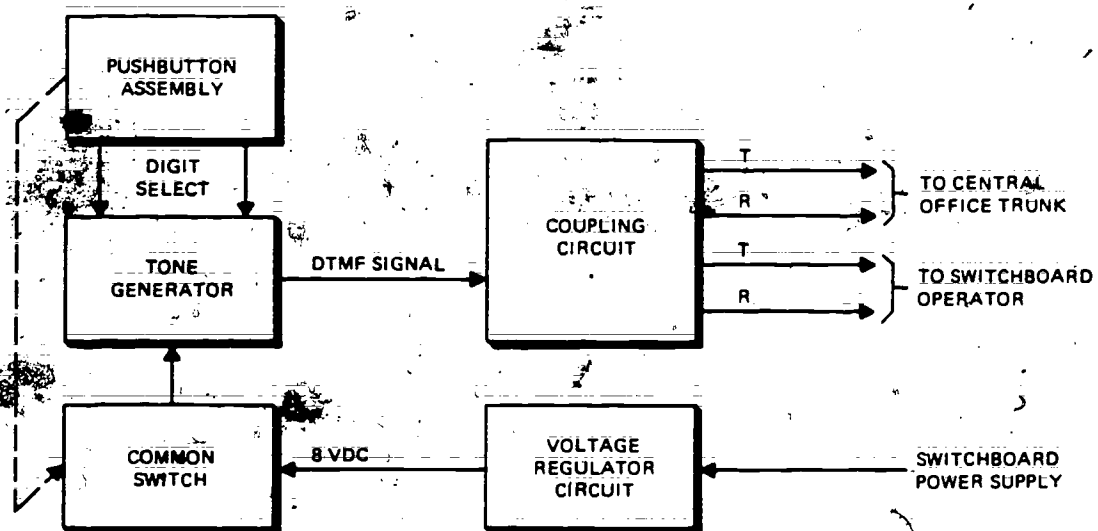 PUSHBUTTON
ASSEMBLY
DIGIT
SELECT
TONE
GENERATOR
DTMF SIGNAL
COUPLING
CIRCUIT
T
R
T
R
TO CENTRAL
OFFICE TRUNK
TO SWITCHBOARD
OPERATOR
COMMON
SWITCH
8 VDC
VOLTAGE
REGULATOR
CIRCUIT
SWITCHBOARD
POWER SUPPLY